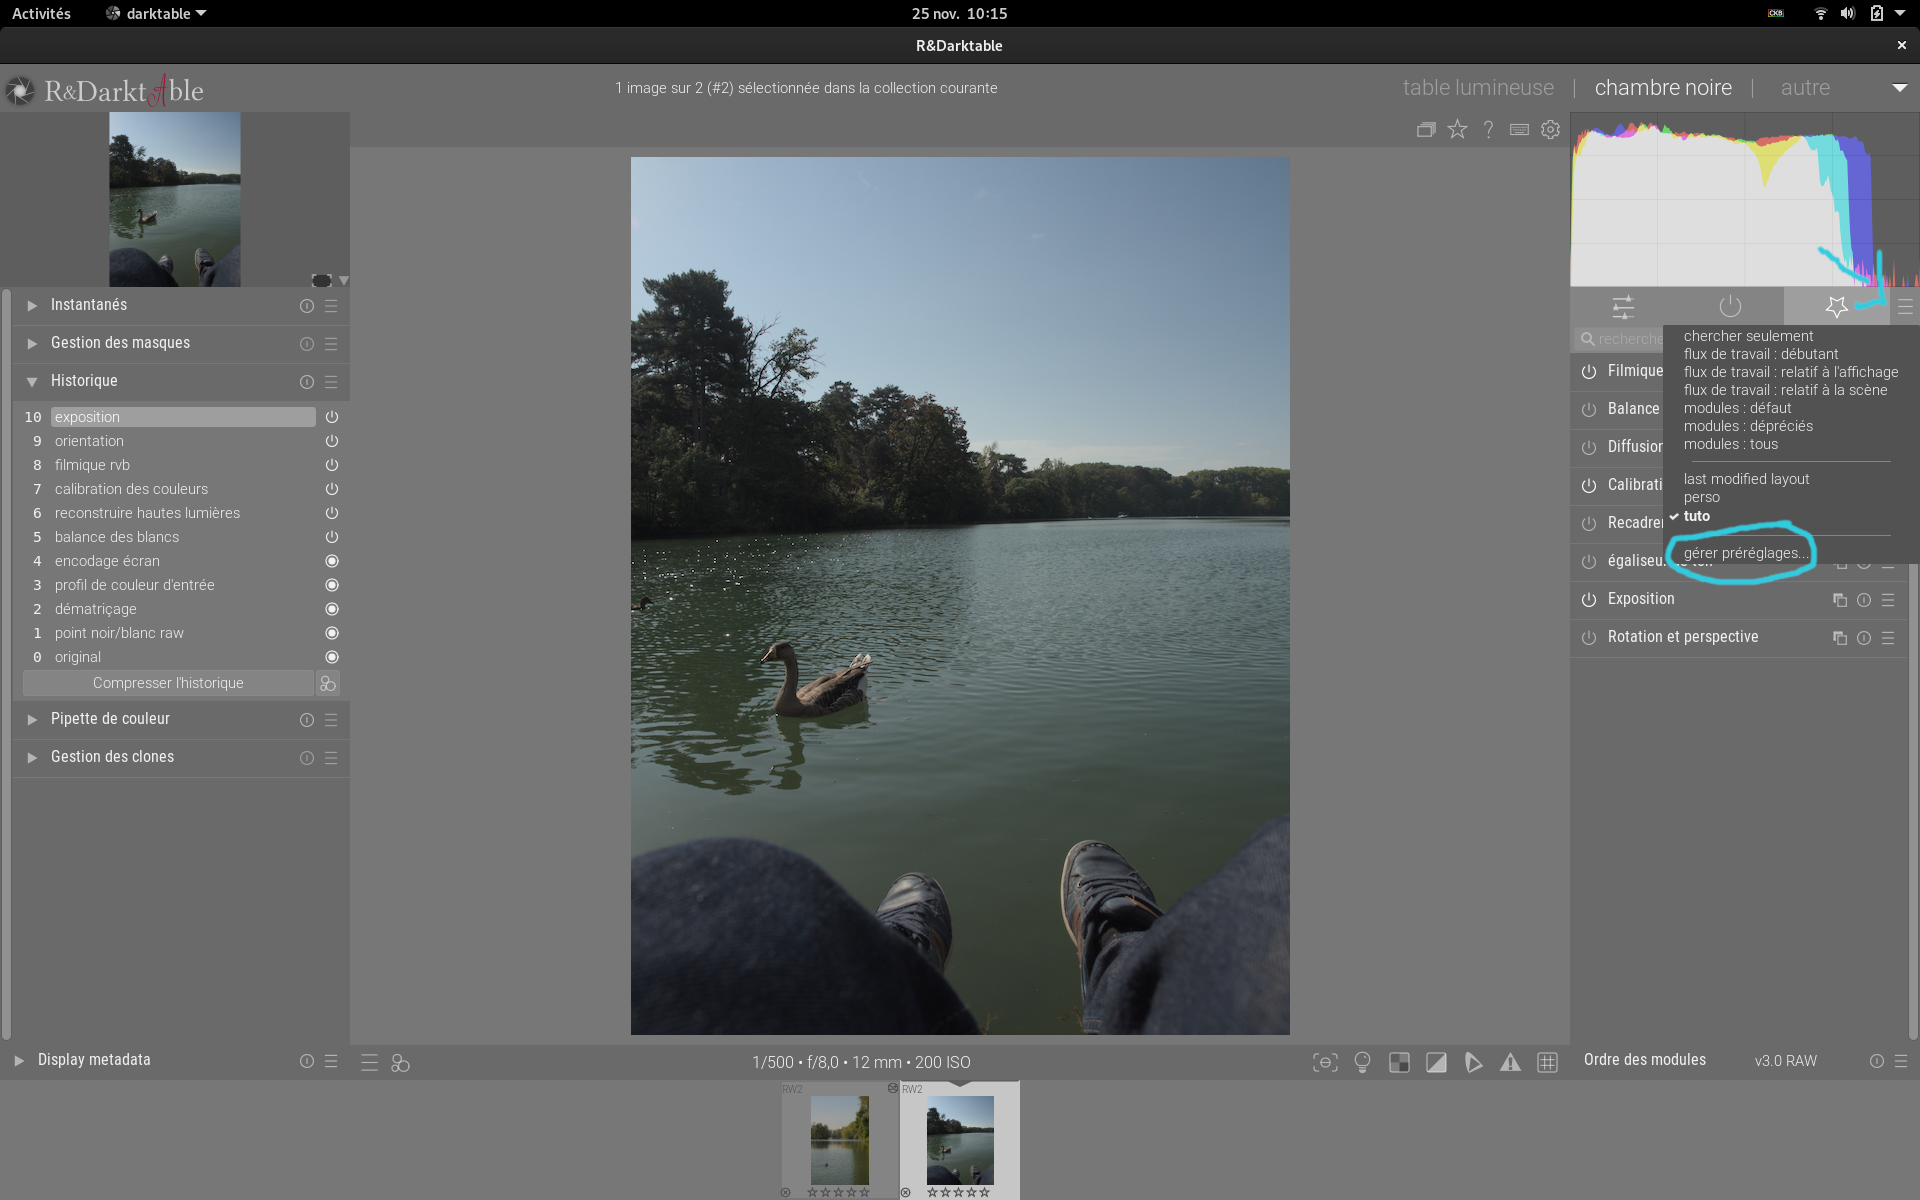 Activités
darktable
25 nov. 10:15
CKB
R&Darktable
R&DarktAble
1 image sur 2 (#2) sélectionnée dans la collection courante
table lumineuse | chambre noire | autre
Instantanés
Gestion des masques
Historique
10 exposition
9 orientation
8 filmique rvb
7 calibration des couleurs
6 reconstruire hautes lumières
5 balance des blancs
4 encodage écran
3 profil de couleur d'entrée
2 dématriçage
1 point noir/blanc raw
0 original
Compresser l'historique
Pipette de couleur
Gestion des clones
Display metadata
1/500 • f/8,0 • 12 mm • 200 ISO
RW2
RW2
recherche
chercher seulement
flux de travail : débutant
flux de travail : relatif à l'affichage
flux de travail : relatif à la scène
modules : défaut
modules : dépréciés
modules : tous
last modified layout
perso
tuto
gérer préréglages...
Filmique
Balance
Diffusion
Calibrati
Recadrer
égaliseu
Exposition
Rotation et perspective
Ordre des modules
v3.0 RAW